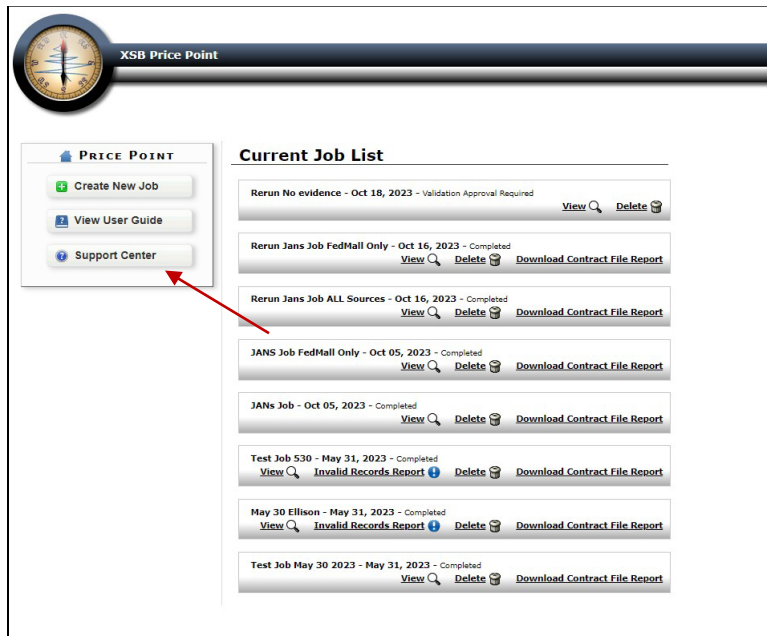 XSB Price Point
PRICE POINT
Create New Job
View User Guide
Support Center
Current Job List
Rerun No evidence - Oct 18, 2023 - Validation Approval Required
View Delete
Rerun Jans Job FedMall Only - Oct 16, 2023 - Completed
View Delete Download Contract File Report
Rerun Jans Job ALL Sources - Oct 16, 2023 - Completed
View Delete Download Contract File Report
JANS Job FedMall Only - Oct 05, 2023 - Completed
View Delete Download Contract File Report
JANs Job - Oct 05, 2023 - Completed
View Delete Download Contract File Report
Test Job 530 - May 31, 2023 - Completed
View Invalid Records Report Delete Download Contract File Report
May 30 Ellison - May 31, 2023 - Completed
View Invalid Records Report Delete Download Contract File Report
Test Job May 30 2023 - May 31, 2023 - Completed
View Delete Download Contract File Report